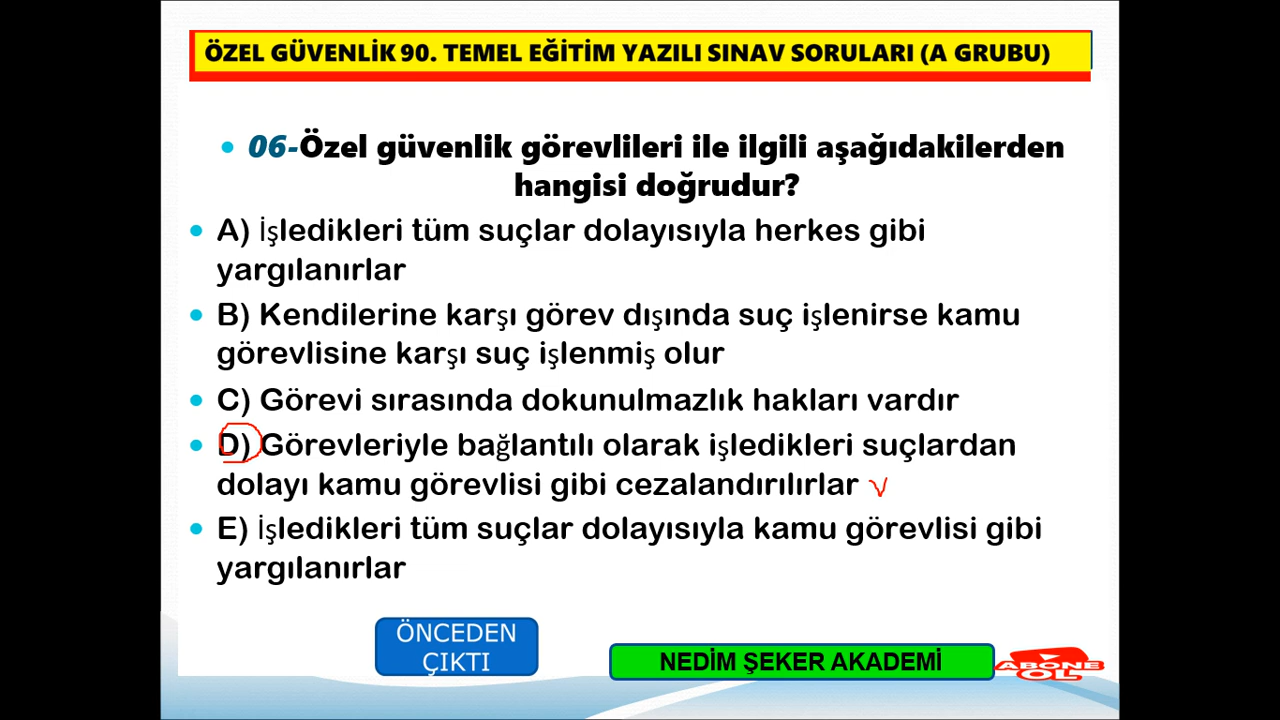 ÖZEL GÜVENLİK 90. TEMEL EĞİTİM YAZILI SINAV SORULARI (A GRUBU)
• 06-Özel güvenlik görevlileri ile ilgili aşağıdakilerden
hangisi doğrudur?
• A) İşledikleri tüm suçlar dolayısıyla herkes gibi
yargılanırlar
• B) Kendilerine karşı görev dışında suç işlenirse kamu
görevlisine karşı suç işlenmiş olur
• C) Görevi sırasında dokunulmazlık hakları vardır
• D) Görevleriyle bağlantılı olarak işledikleri suçlardan
dolayı kamu görevlisi gibi cezalandırılırlar
• E) İşledikleri tüm suçlar dolayısıyla kamu görevlisi gibi
yargılanırlar
ÖNCEDEN
ÇIKTI
NEDİM ŞEKER AKADEMİ
ABONE
OL